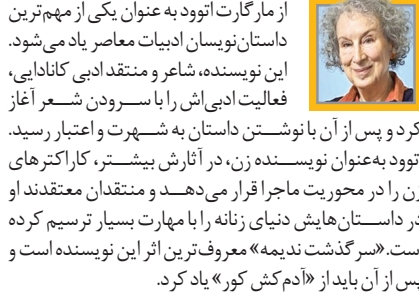 از مارگارت اتوود به عنوان یکی از مهم‌ترین
داستان‌نویسان ادبیات معاصر یاد می‌شود.
این نویسنده، شاعر و منتقد ادبی کانادایی،
فعالیت ادبی‌اش را با سرودن شعر آغاز
کرد و پس از آن با نوشتن داستان به شهرت و اعتبار رسید.
اتوود به‌عنوان نویسنده زن، در آثارش بیشتر، کاراکترهای
زن را در محوریت ماجرا قرار می‌دهد و منتقدان معتقدند او
در داستان‌هایش دنیای زنانه را با مهارت بسیار ترسیم کرده
است. «سرگذشت ندیمه» معروف‌ترین اثر این نویسنده است و
پس از آن باید از «آدم‌کش کور» یاد کرد.